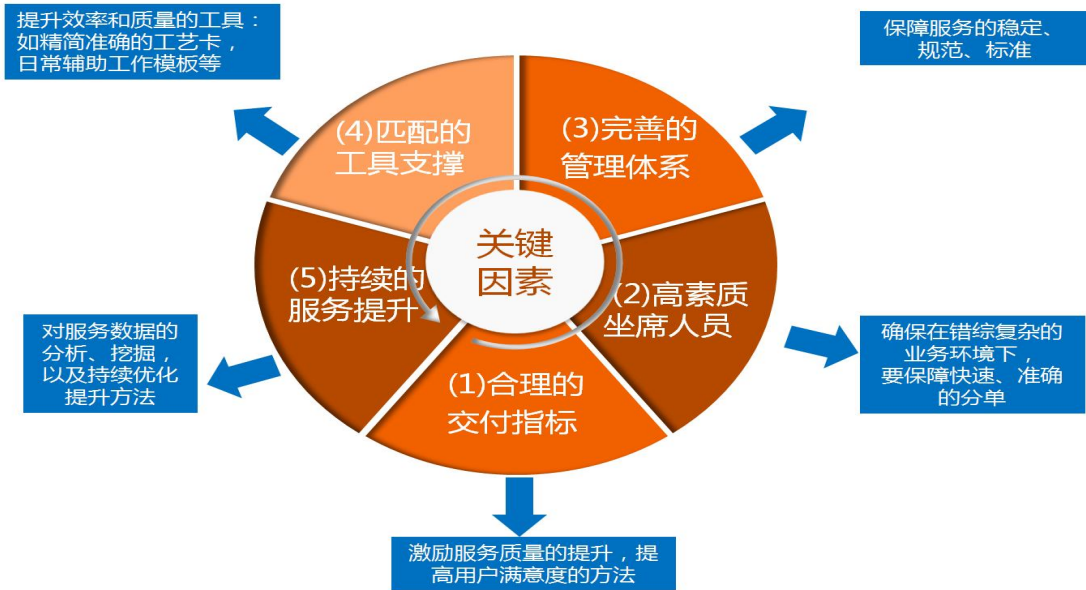 提升效率和质量的工具：
如精简准确的工艺卡，
日常辅助工作模板等
保障服务的稳定、
规范、标准
(4)匹配的
工具支撑
(3)完善的
管理体系
关键
因素
(5)持续的
服务提升
(2)高素质
坐席人员
对服务数据的
分析、挖掘，
以及持续优化
提升方法
确保在错综复杂的
业务环境下，
要保障快速、准确
的分单
(1)合理的
交付指标
激励服务质量的提升，提
高用户满意度的方法